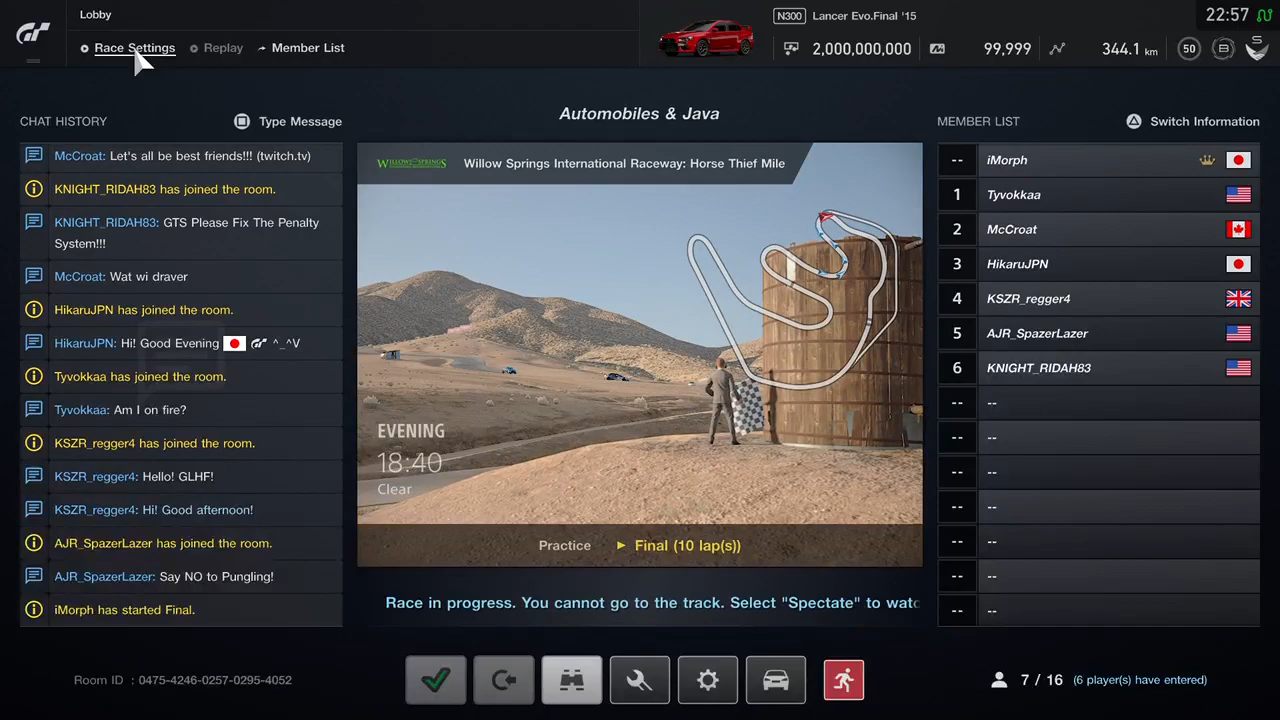 Lobby
Race Settings
Replay
Member List
N300 Lancer Evo.Final '15
2,000,000,000
99,999
344.1 km
50
B
S
22:57
CHAT HISTORY
Type Message
McCroat: Let's all be best friends!!! (twitch.tv)
KNIGHT_RIDAH83 has joined the room.
KNIGHT_RIDAH83: GTS Please Fix The Penalty
System!!!
McCroat: Wat wi draver
HikaruJPN has joined the room.
HikaruJPN: Hi! Good Evening ^_^V
Tyvokkaa has joined the room.
Tyvokkaa: Am I on fire?
KSZR_regger4 has joined the room.
KSZR_regger4: Hello! GLHF!
KSZR_regger4: Hi! Good afternoon!
AJR_SpazerLazer has joined the room.
AJR_SpazerLazer: Say NO to Pungling!
iMorph has started Final.
Room ID : 0475-4246-0257-0295-4052
Automobiles & Java
WILLOW SPRINGS
Willow Springs International Raceway: Horse Thief Mile
EVENING
18:40
Clear
Practice
Final (10 lap(s))
Race in progress. You cannot go to the track. Select "Spectate" to watc
MEMBER LIST
Switch Information
-- iMorph
1 Tyvokkaa
2 McCroat
3 HikaruJPN
4 KSZR_regger4
5 AJR_SpazerLazer
6 KNIGHT_RIDAH83
-- --
-- --
-- --
-- --
-- --
-- --
-- --
7 / 16 (6 player(s) have entered)